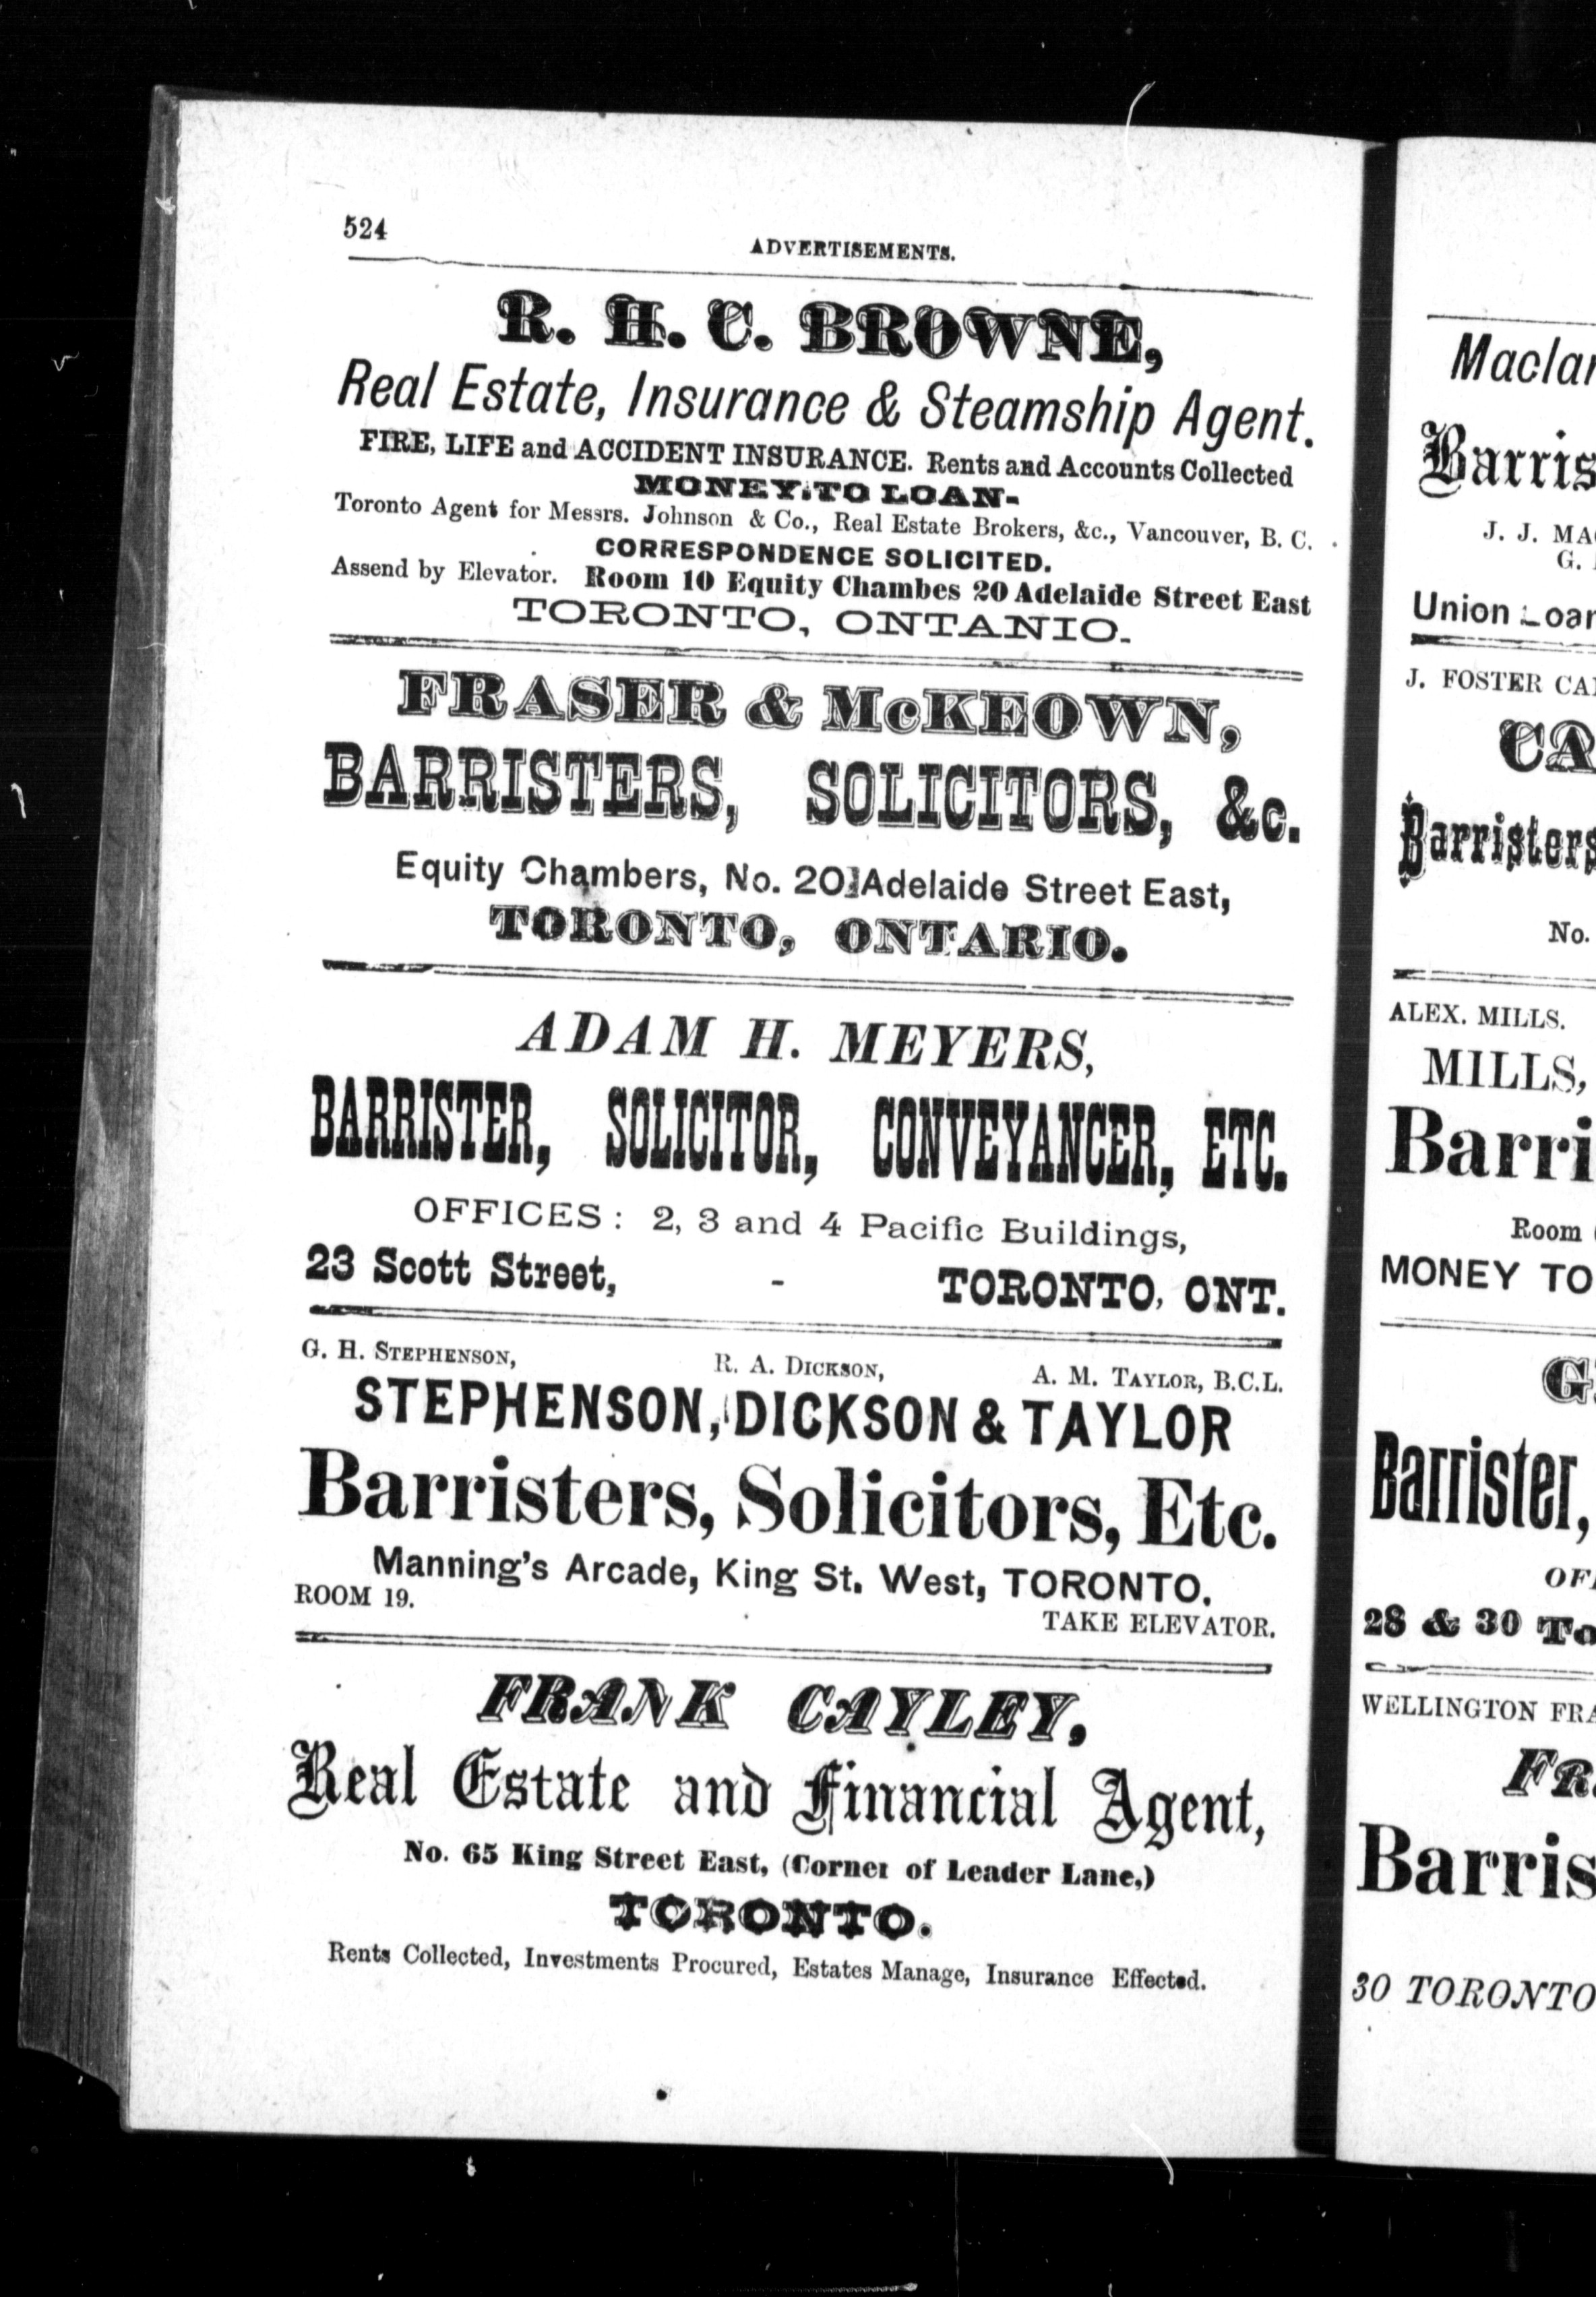 524
ADVERTISEMENTS.
R. H. C. BROWNE,
Real Estate, Insurance & Steamship Agent.
FIRE, LIFE and ACCIDENT INSURANCE. Rents and Accounts Collected
MONEY TO LOAN-
Toronto Agent for Messrs. Johnson & Co., Real Estate Brokers, &c., Vancouver, B. C.
CORRESPONDENCE SOLICITED.
Assend by Elevator. Room 10 Equity Chambes 20 Adelaide Street East
TORONTO, ONTANIO.
FRASER & McKEOWN,
BARRISTERS, SOLICITORS, &c.
Equity Chambers, No. 20 Adelaide Street East,
TORONTO, ONTARIO.
ADAM H. MEYERS,
BARRISTER, SOLICITOR, CONVEYANCER, ETC.
OFFICES: 2, 3 and 4 Pacific Buildings,
23 Scott Street, - TORONTO, ONT.
G. H. STEPHENSON, R. A. DICKSON, A. M. TAYLOR, B.C.L.
STEPHENSON, DICKSON & TAYLOR
Barristers, Solicitors, Etc.
Manning's Arcade, King St. West, TORONTO.
ROOM 19. TAKE ELEVATOR.
FRANK CAYLEY,
Real Estate and Financial Agent,
No. 65 King Street East, (Corner of Leader Lane,)
TORONTO.
Rents Collected, Investments Procured, Estates Manage, Insurance Effected.
Maclar
Barris
J. J. MA
G.
Union Loan
J. FOSTER CA
CA
Barristers
No.
ALEX. MILLS.
MILLS,
Barri
Room
MONEY TO
G
Barrister,
OF
28 & 30 To
WELLINGTON FRA
FR
Barris
30 TORONTO